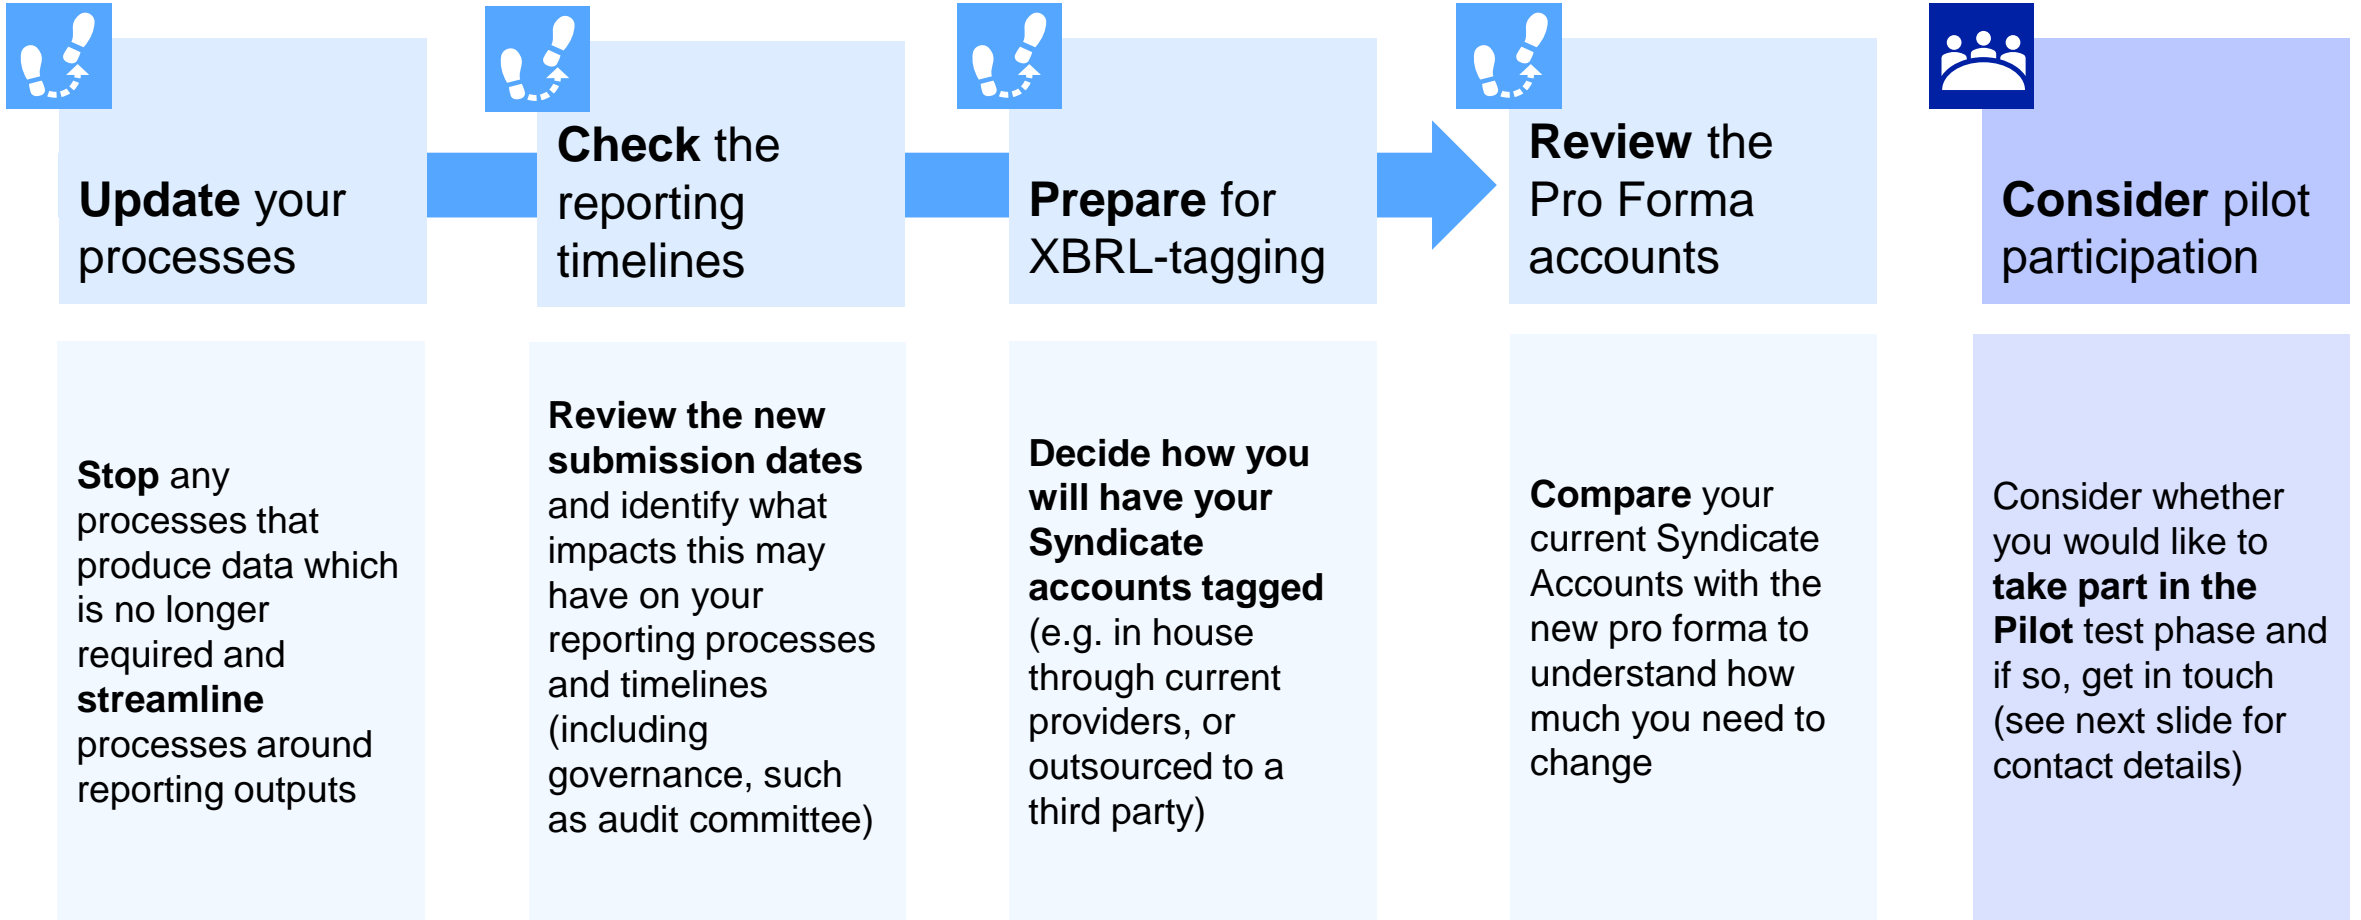 Update your
processes
Check the
reporting
timelines
Prepare for
XBRL-tagging
Review the
Pro Forma
accounts
Consider pilot
participation
Stop any
processes that
produce data which
is no longer
required and
streamline
processes around
reporting outputs
Review the new
submission dates
and identify what
impacts this may
have on your
reporting processes
and timelines
(including
governance, such
as audit committee)
Decide how you
will have your
Syndicate
accounts tagged
(e.g. in house
through current
providers, or
outsourced to a
third party)
Compare your
current Syndicate
Accounts with the
new pro forma to
understand how
much you need to
change
Consider whether
you would like to
take part in the
Pilot test phase and
if so, get in touch
(see next slide for
contact details)